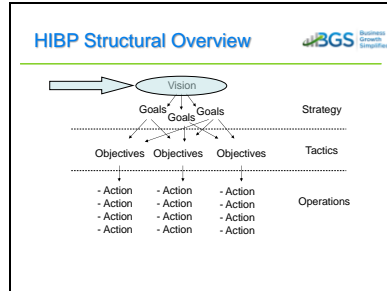 HIBP Structural Overview
BGS
Business
Growth
Simplified
Vision
Goals Goals Goals
Strategy
Objectives Objectives Objectives
Tactics
- Action - Action - Action
- Action - Action - Action
- Action - Action - Action
- Action - Action - Action
Operations